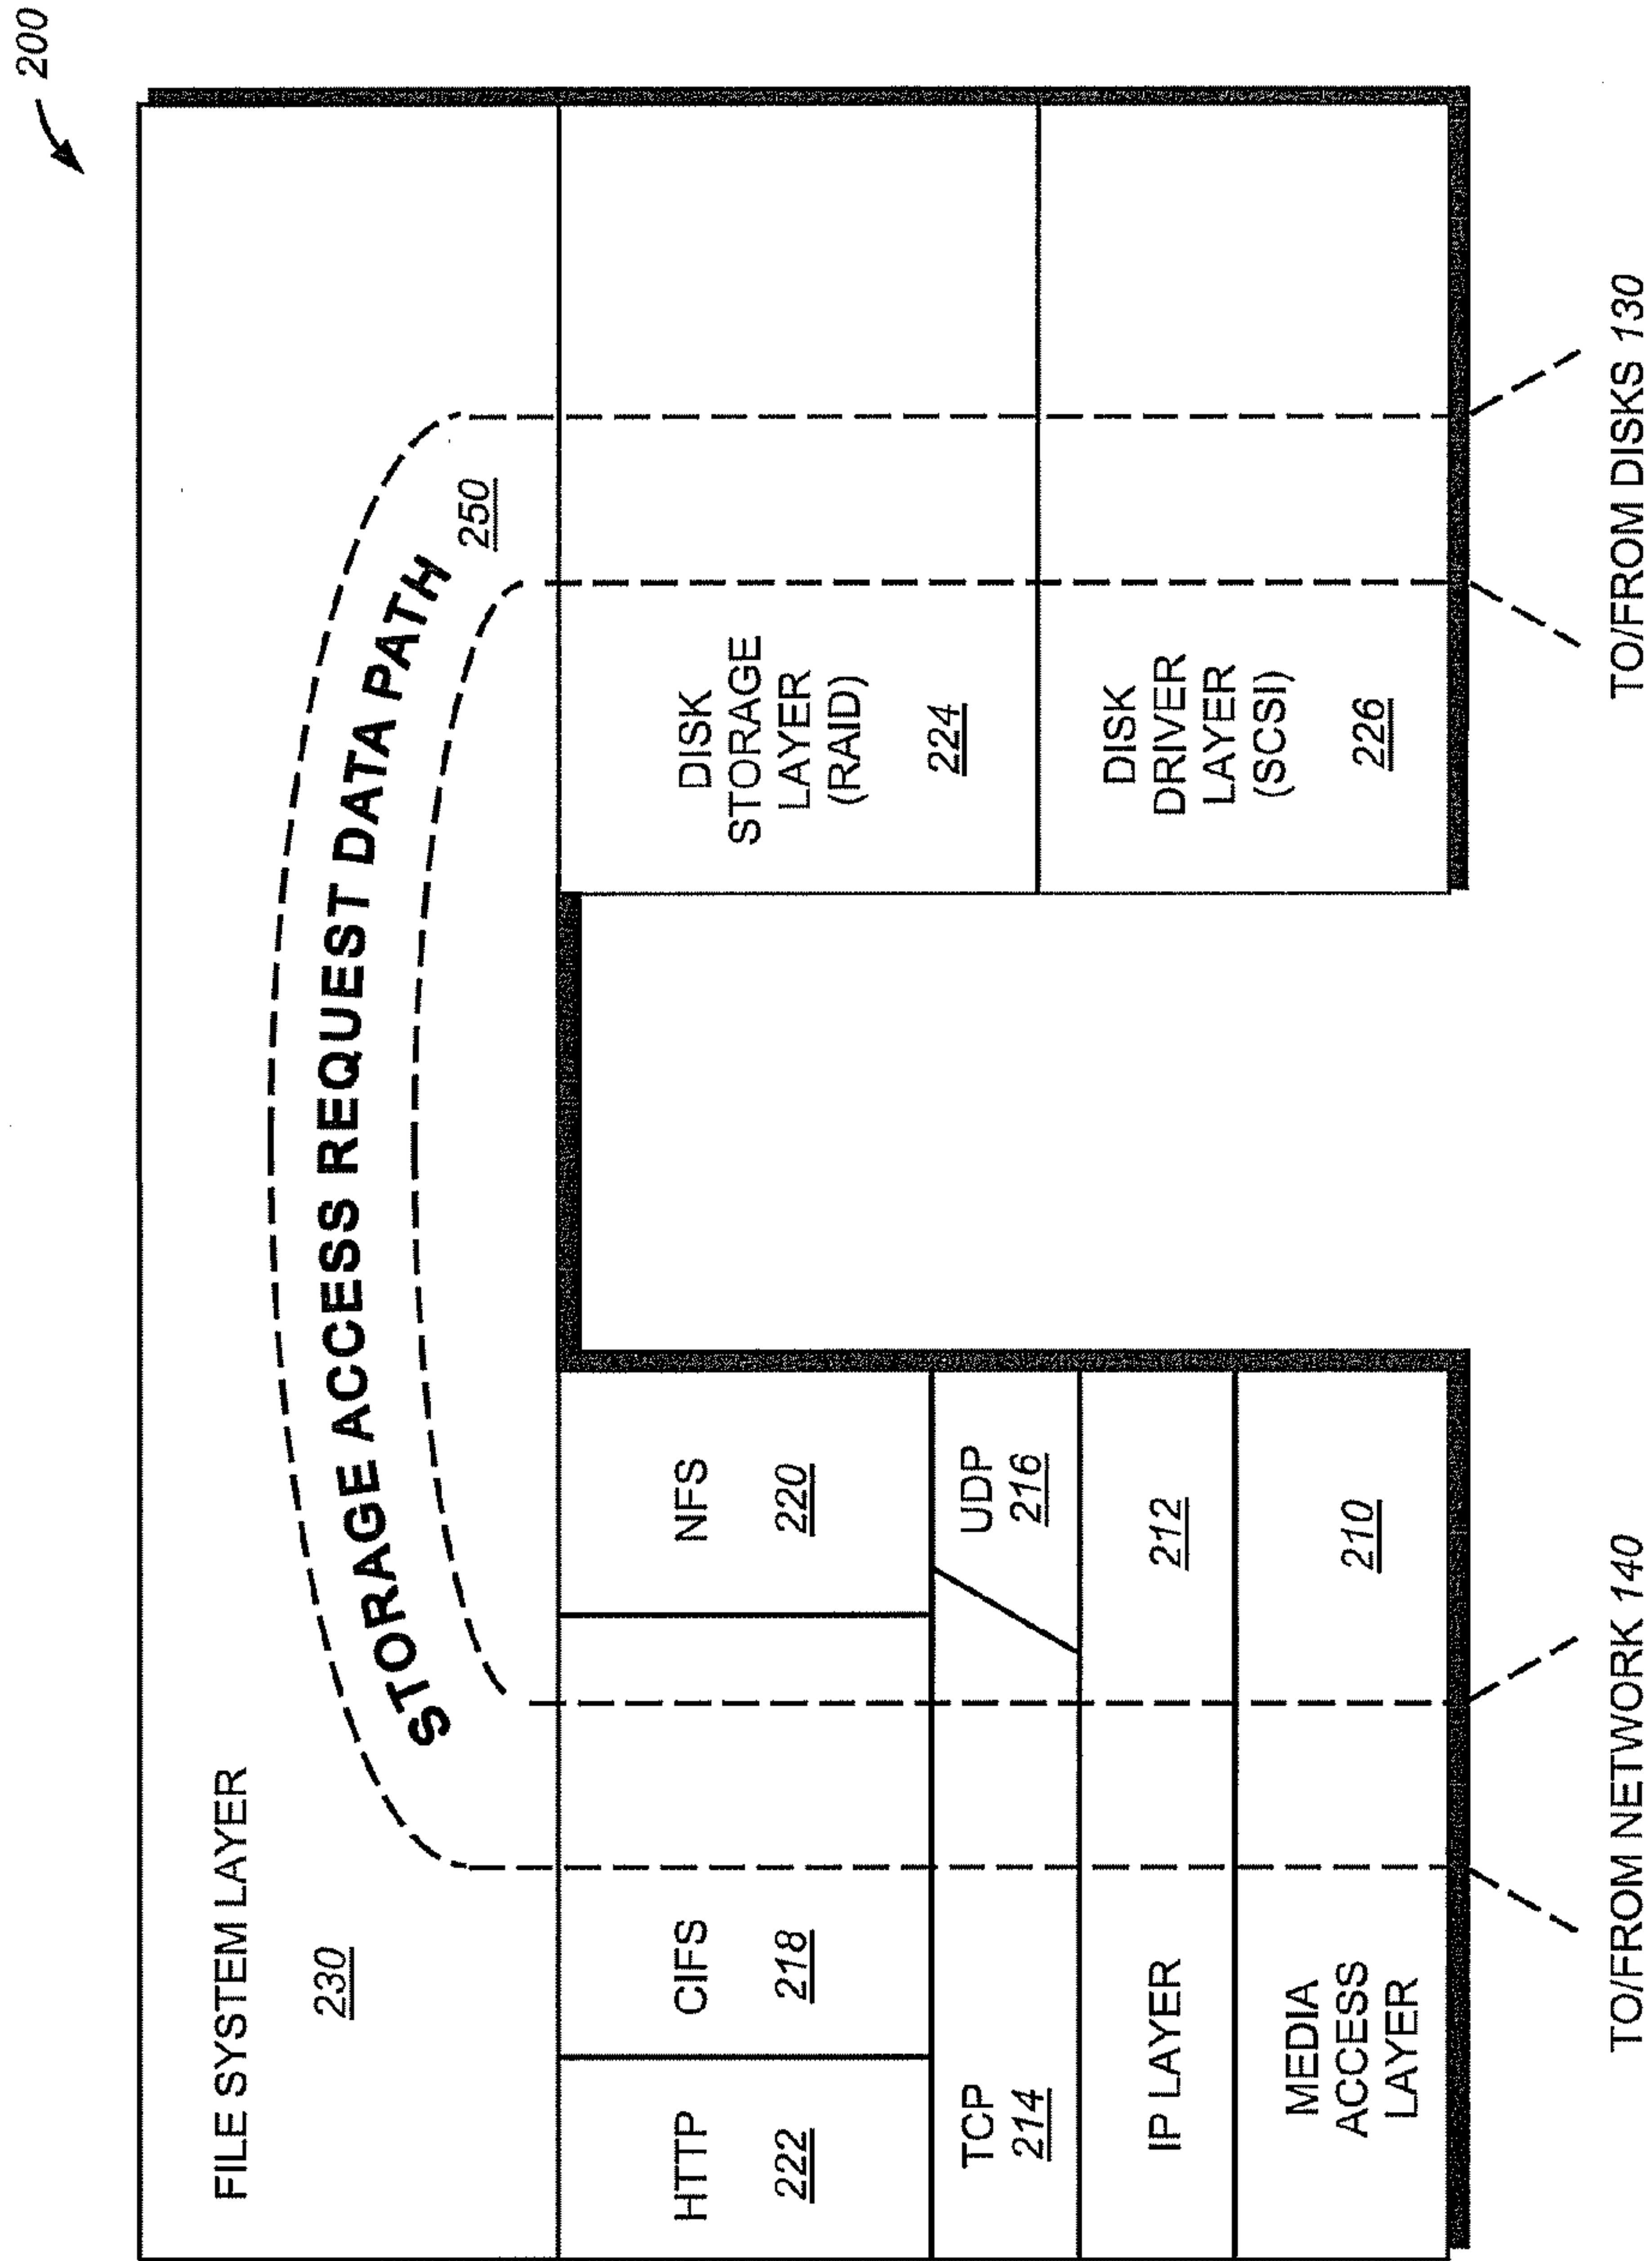 200
FILE SYSTEM LAYER
230
STORAGE ACCESS REQUEST DATA PATH
250
HTTP
222
CIFS
218
NFS
220
TCP
214
UDP
216
IP LAYER
212
MEDIA
ACCESS
LAYER
210
DISK
STORAGE
LAYER
(RAID)
224
DISK
DRIVER
LAYER
(SCSI)
226
TO/FROM NETWORK 140
TO/FROM DISKS 130